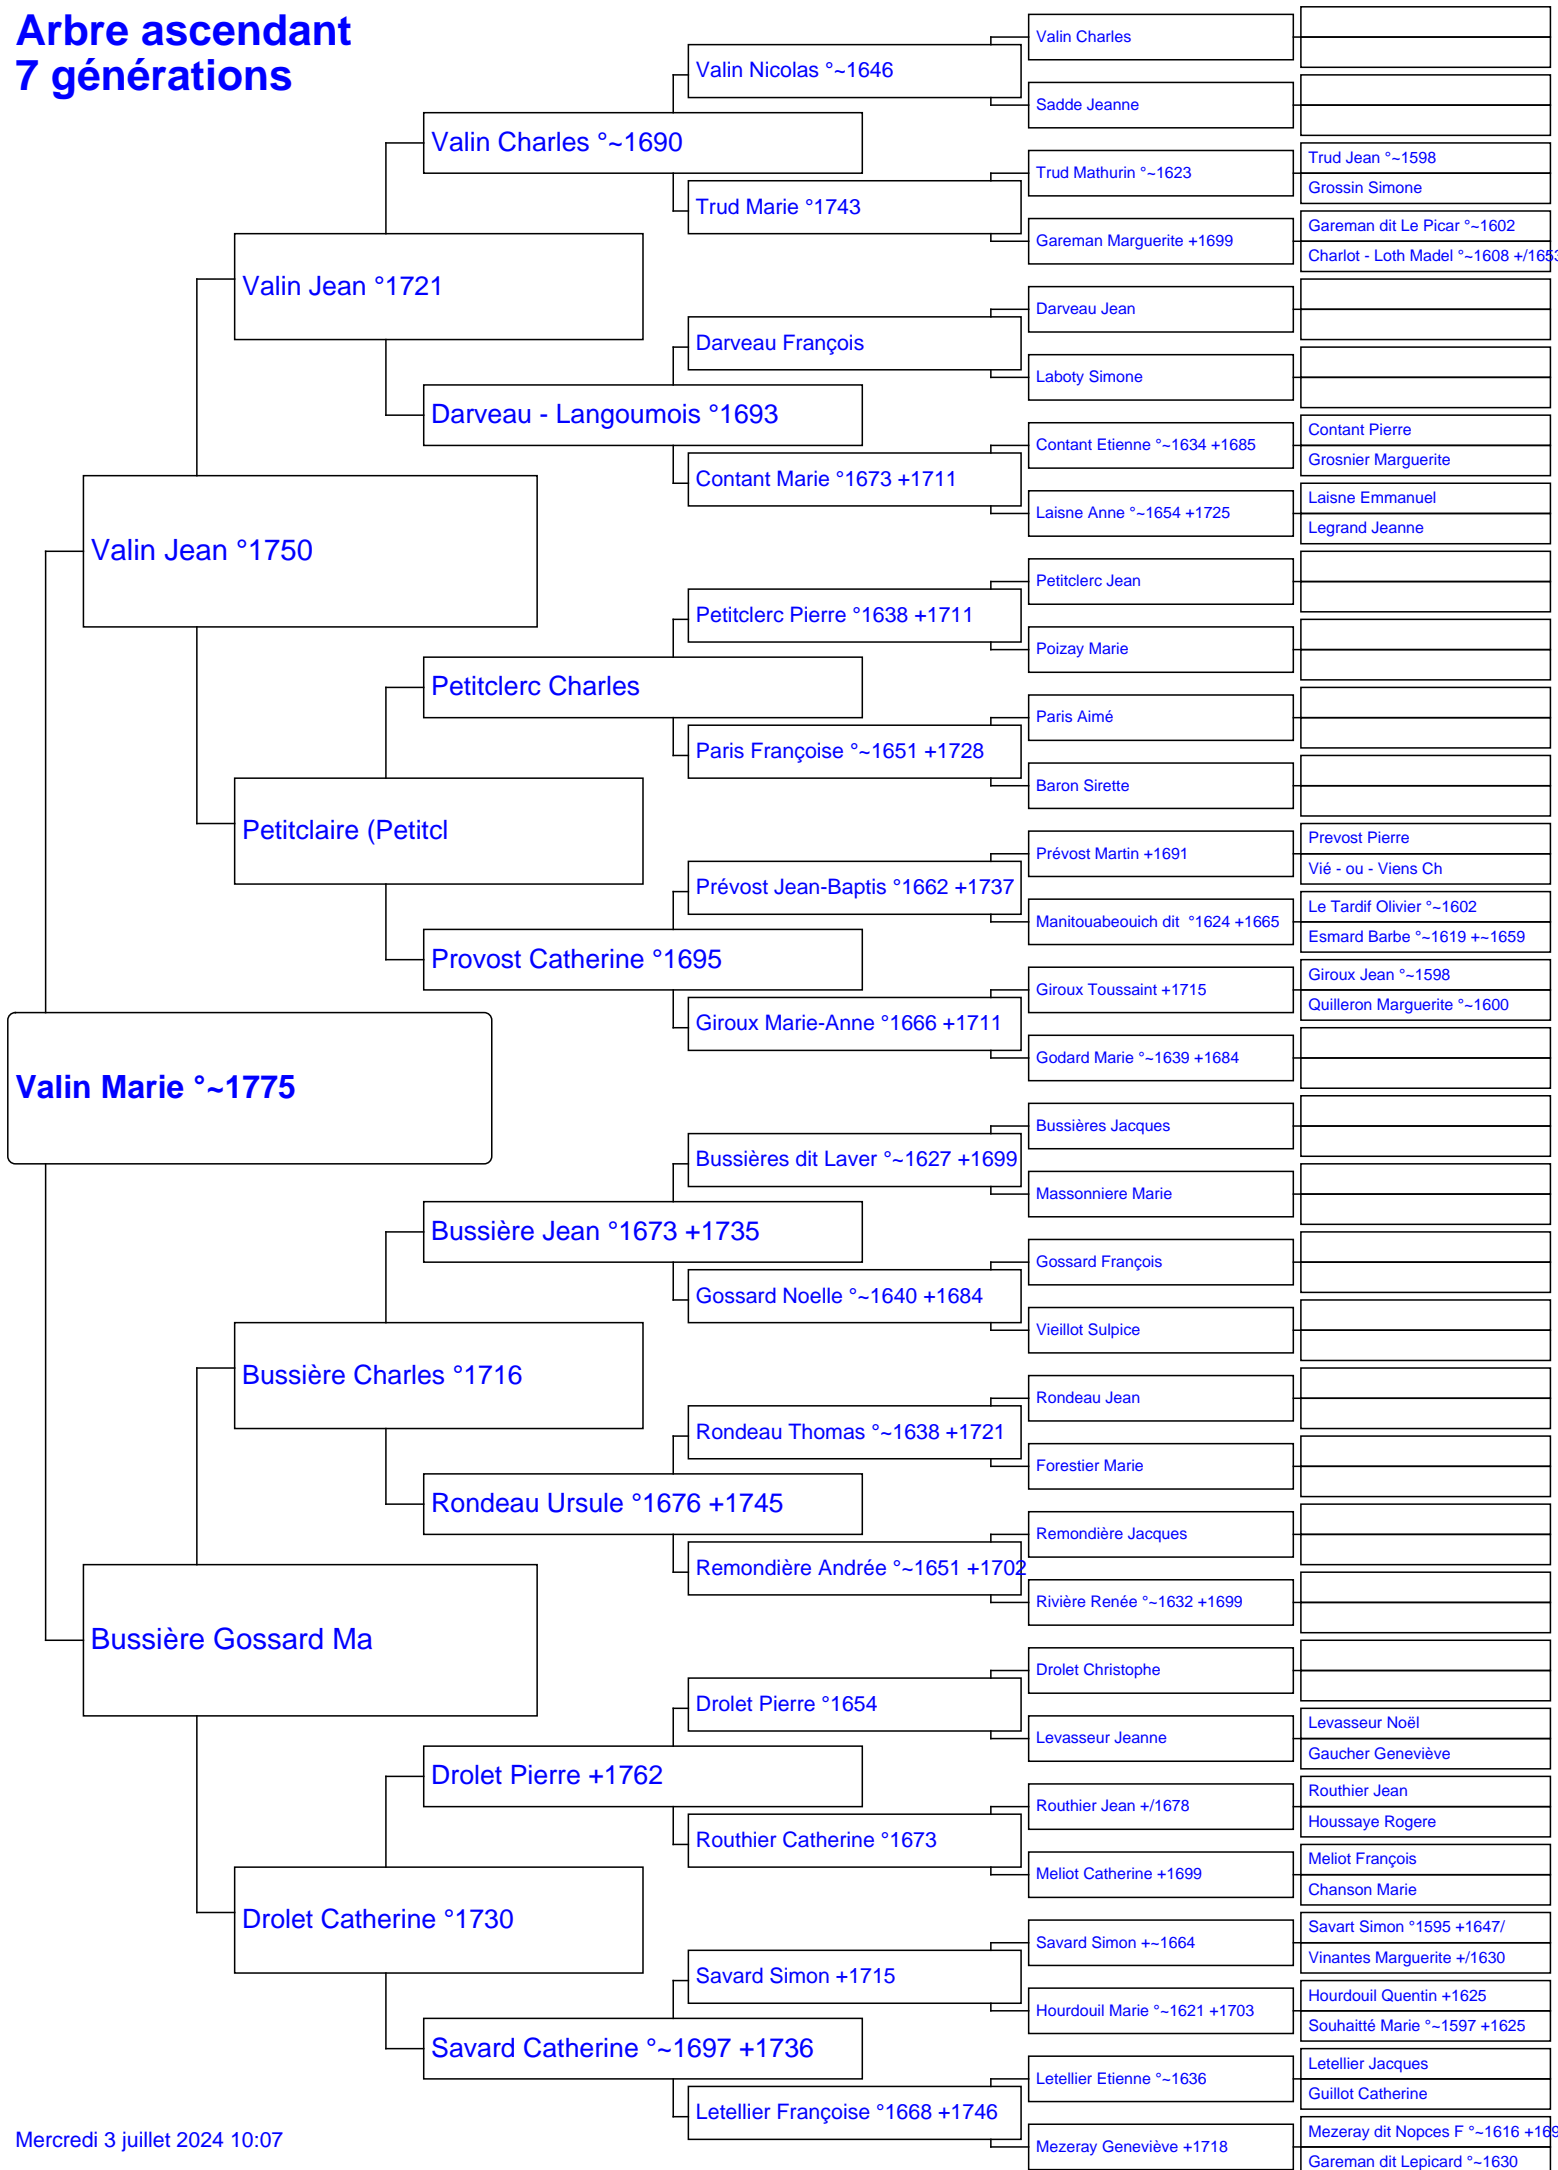 Arbre ascendant
7 générations
Valin Marie °~1775
Valin Jean °1750
Bussière Gossard Ma
Valin Jean °1721
Petitclaire (Petitcl
Bussière Charles °1716
Drolet Catherine °1730
Valin Charles °~1690
Darveau - Langoumois °1693
Petitclerc Charles
Provost Catherine °1695
Bussière Jean °1673 +1735
Rondeau Ursule °1676 +1745
Drolet Pierre +1762
Savard Catherine °~1697 +1736
Valin Nicolas °~1646
Trud Marie °1743
Darveau François
Contant Marie °1673 +1711
Petitclerc Pierre °1638 +1711
Paris Françoise °~1651 +1728
Prévost Jean-Baptis °1662 +1737
Giroux Marie-Anne °1666 +1711
Bussières dit Laver °~1627 +1699
Gossard Noelle °~1640 +1684
Rondeau Thomas °~1638 +1721
Remondière Andrée °~1651 +1702
Drolet Pierre °1654
Routhier Catherine °1673
Savard Simon +1715
Letellier Françoise °1668 +1746
Valin Charles
Sadde Jeanne
Trud Mathurin °~1623
Gareman Marguerite +1699
Darveau Jean
Laboty Simone
Contant Etienne °~1634 +1685
Laisne Anne °~1654 +1725
Petitclerc Jean
Poizay Marie
Paris Aimé
Baron Sirette
Prévost Martin +1691
Manitouabeouich dit °1624 +1665
Giroux Toussaint +1715
Godard Marie °~1639 +1684
Bussières Jacques
Massonniere Marie
Gossard François
Vieillot Sulpice
Rondeau Jean
Forestier Marie
Remondière Jacques
Rivière Renée °~1632 +1699
Drolet Christophe
Levasseur Jeanne
Routhier Jean +/1678
Meliot Catherine +1699
Savard Simon +~1664
Hourdouil Marie °~1621 +1703
Letellier Etienne °~1636
Mezeray Geneviève +1718
Trud Jean °~1598
Grossin Simone
Gareman dit Le Picar °~1602
Charlot - Loth Madel °~1608 +/1653
Contant Pierre
Grosnier Marguerite
Laisne Emmanuel
Legrand Jeanne
Prevost Pierre
Vié - ou - Viens Ch
Le Tardif Olivier °~1602
Esmard Barbe °~1619 +~1659
Giroux Jean °~1598
Quilleron Marguerite °~1600
Levasseur Noël
Gaucher Geneviève
Routhier Jean
Houssaye Rogere
Meliot François
Chanson Marie
Savart Simon °1595 +1647/
Vinantes Marguerite +/1630
Hourdouil Quentin +1625
Souhaitté Marie °~1597 +1625
Letellier Jacques
Guillot Catherine
Mezeray dit Nopces F °~1616 +169
Gareman dit Lepicard °~1630
Mercredi 3 juillet 2024 10:07